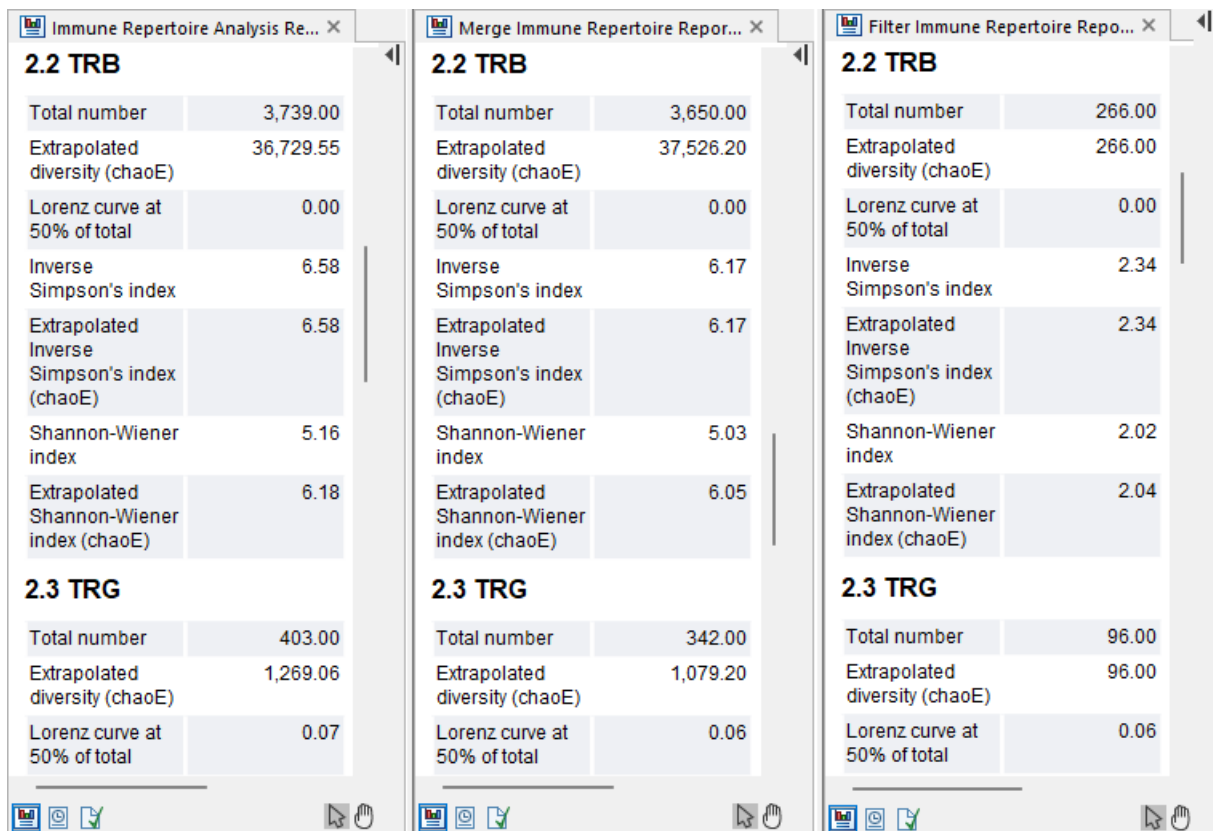 Immune Repertoire Analysis Re...
2.2 TRB
Total number 3,739.00
Extrapolated 36,729.55
diversity (chaoE)
Lorenz curve at 0.00
50% of total
Inverse 6.58
Simpson's index
Extrapolated 6.58
Inverse
Simpson's index
(chaoE)
Shannon-Wiener 5.16
index
Extrapolated 6.18
Shannon-Wiener
index (chaoE)
2.3 TRG
Total number 403.00
Extrapolated 1,269.06
diversity (chaoE)
Lorenz curve at 0.07
50% of total
Merge Immune Repertoire Repor...
2.2 TRB
Total number 3,650.00
Extrapolated 37,526.20
diversity (chaoE)
Lorenz curve at 0.00
50% of total
Inverse 6.17
Simpson's index
Extrapolated 6.17
Inverse
Simpson's index
(chaoE)
Shannon-Wiener 5.03
index
Extrapolated 6.05
Shannon-Wiener
index (chaoE)
2.3 TRG
Total number 342.00
Extrapolated 1,079.20
diversity (chaoE)
Lorenz curve at 0.06
50% of total
Filter Immune Repertoire Repo...
2.2 TRB
Total number 266.00
Extrapolated 266.00
diversity (chaoE)
Lorenz curve at 0.00
50% of total
Inverse 2.34
Simpson's index
Extrapolated 2.34
Inverse
Simpson's index
(chaoE)
Shannon-Wiener 2.02
index
Extrapolated 2.04
Shannon-Wiener
index (chaoE)
2.3 TRG
Total number 96.00
Extrapolated 96.00
diversity (chaoE)
Lorenz curve at 0.06
50% of total